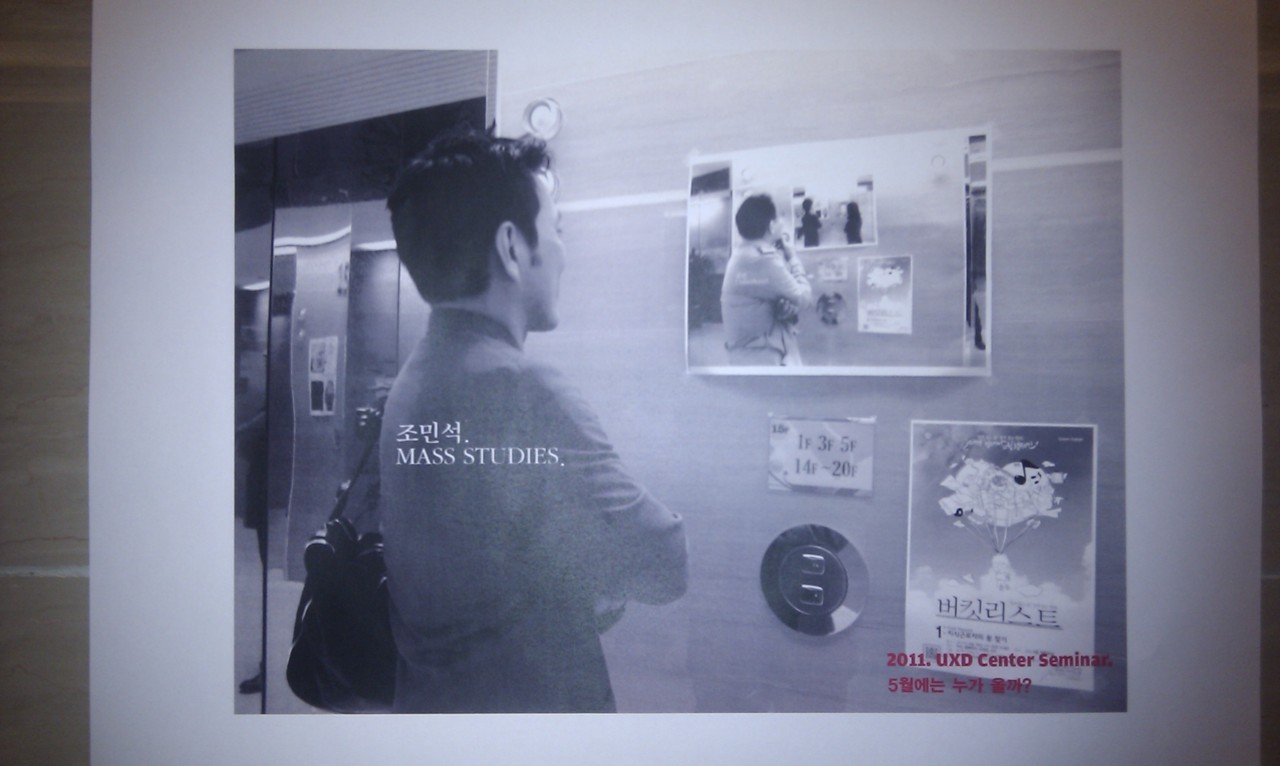 조민석.
MASS STUDIES.
1F 3F 5F
14F ~20F
버킷리스트
2011. UXD Center Seminar.
5월에는 누가 올까?